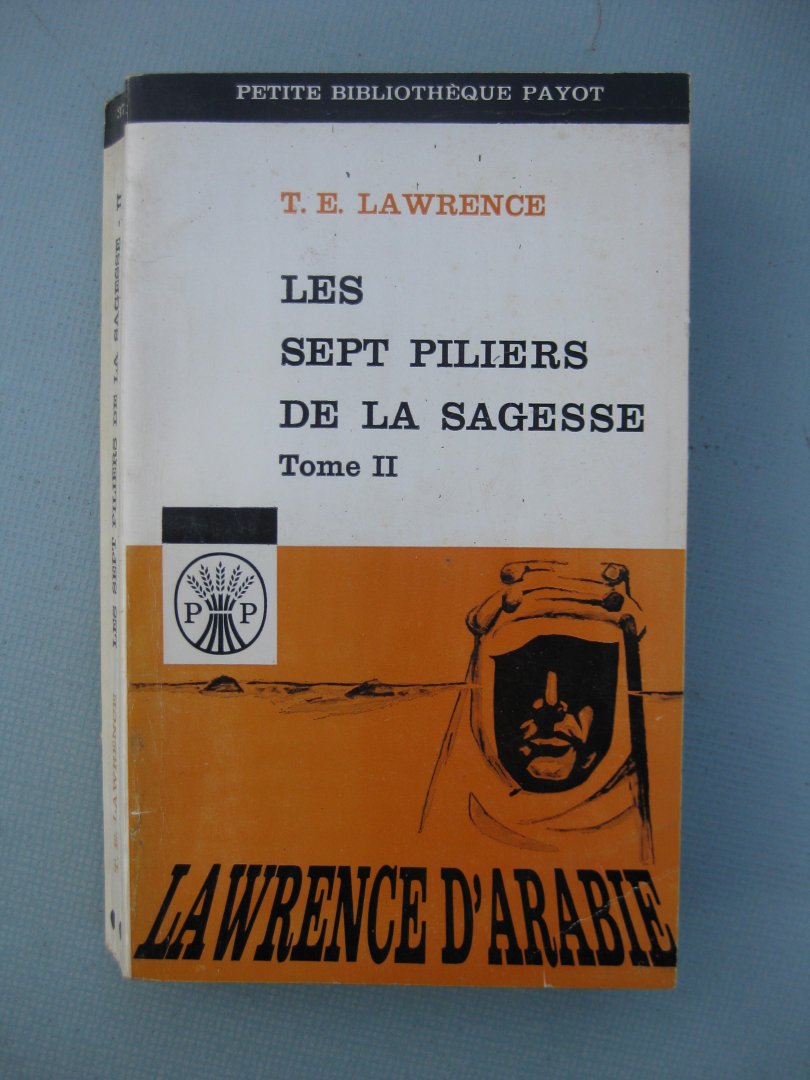 PETITE BIBLIOTHÈQUE PAYOT
T. E. LAWRENCE
LES
SEPT PILIERS
DE LA SAGESSE
Tome II
P P
LAWRENCE D'ARABIE
T. E. LAWRENCE LES SEPT PILIERS DE LA SAGESSE - II